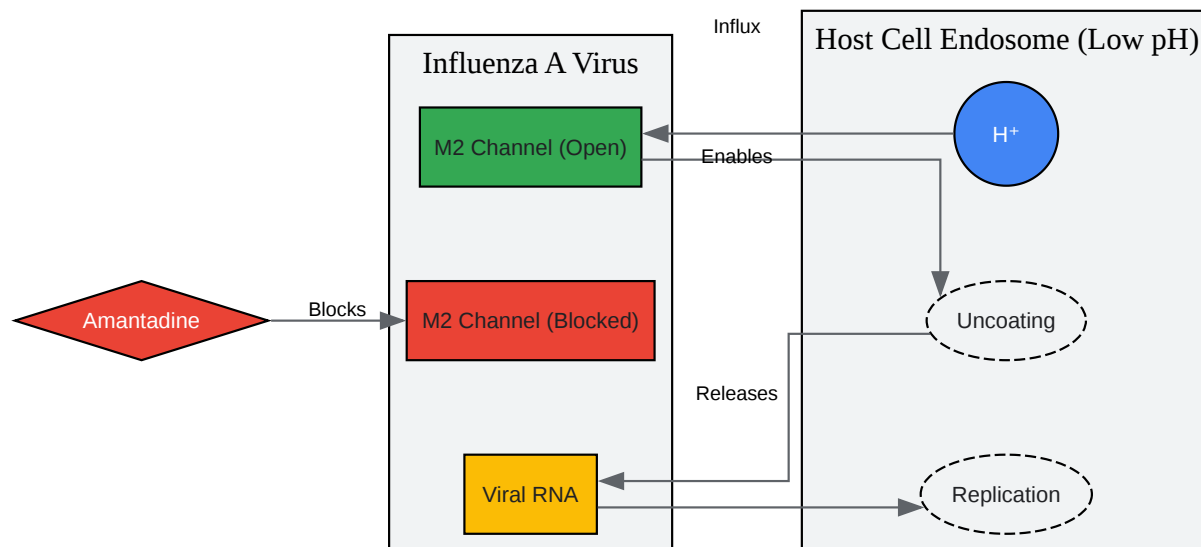 Influx
Host Cell Endosome (Low pH)
Influenza A Virus
M2 Channel (Open)
H⁺
Enables
Amantadine
Blocks
M2 Channel (Blocked)
Uncoating
Releases
Viral RNA
Replication